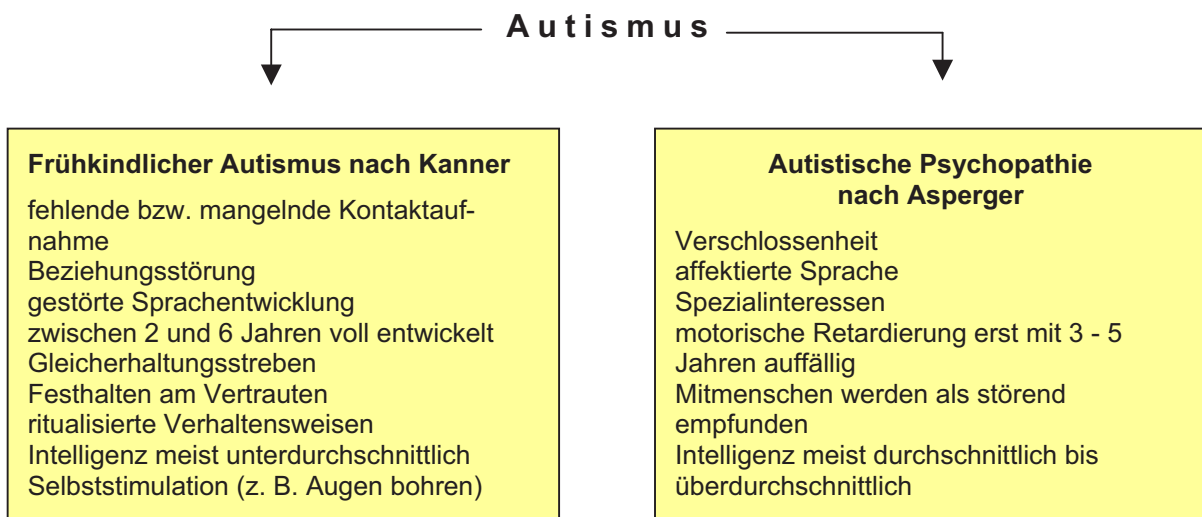 Autismus
Frühkindlicher Autismus nach Kanner
fehlende bzw. mangelnde Kontaktauf-
nahme
Beziehungsstörung
gestörte Sprachentwicklung
zwischen 2 und 6 Jahren voll entwickelt
Gleicherhaltungsstreben
Festhalten am Vertrauten
ritualisierte Verhaltensweisen
Intelligenz meist unterdurchschnittlich
Selbststimulation (z. B. Augen bohren)
Autistische Psychopathie
nach Asperger
Verschlossenheit
affektierte Sprache
Spezialinteressen
motorische Retardierung erst mit 3 - 5
Jahren auffällig
Mitmenschen werden als störend
empfunden
Intelligenz meist durchschnittlich bis
überdurchschnittlich